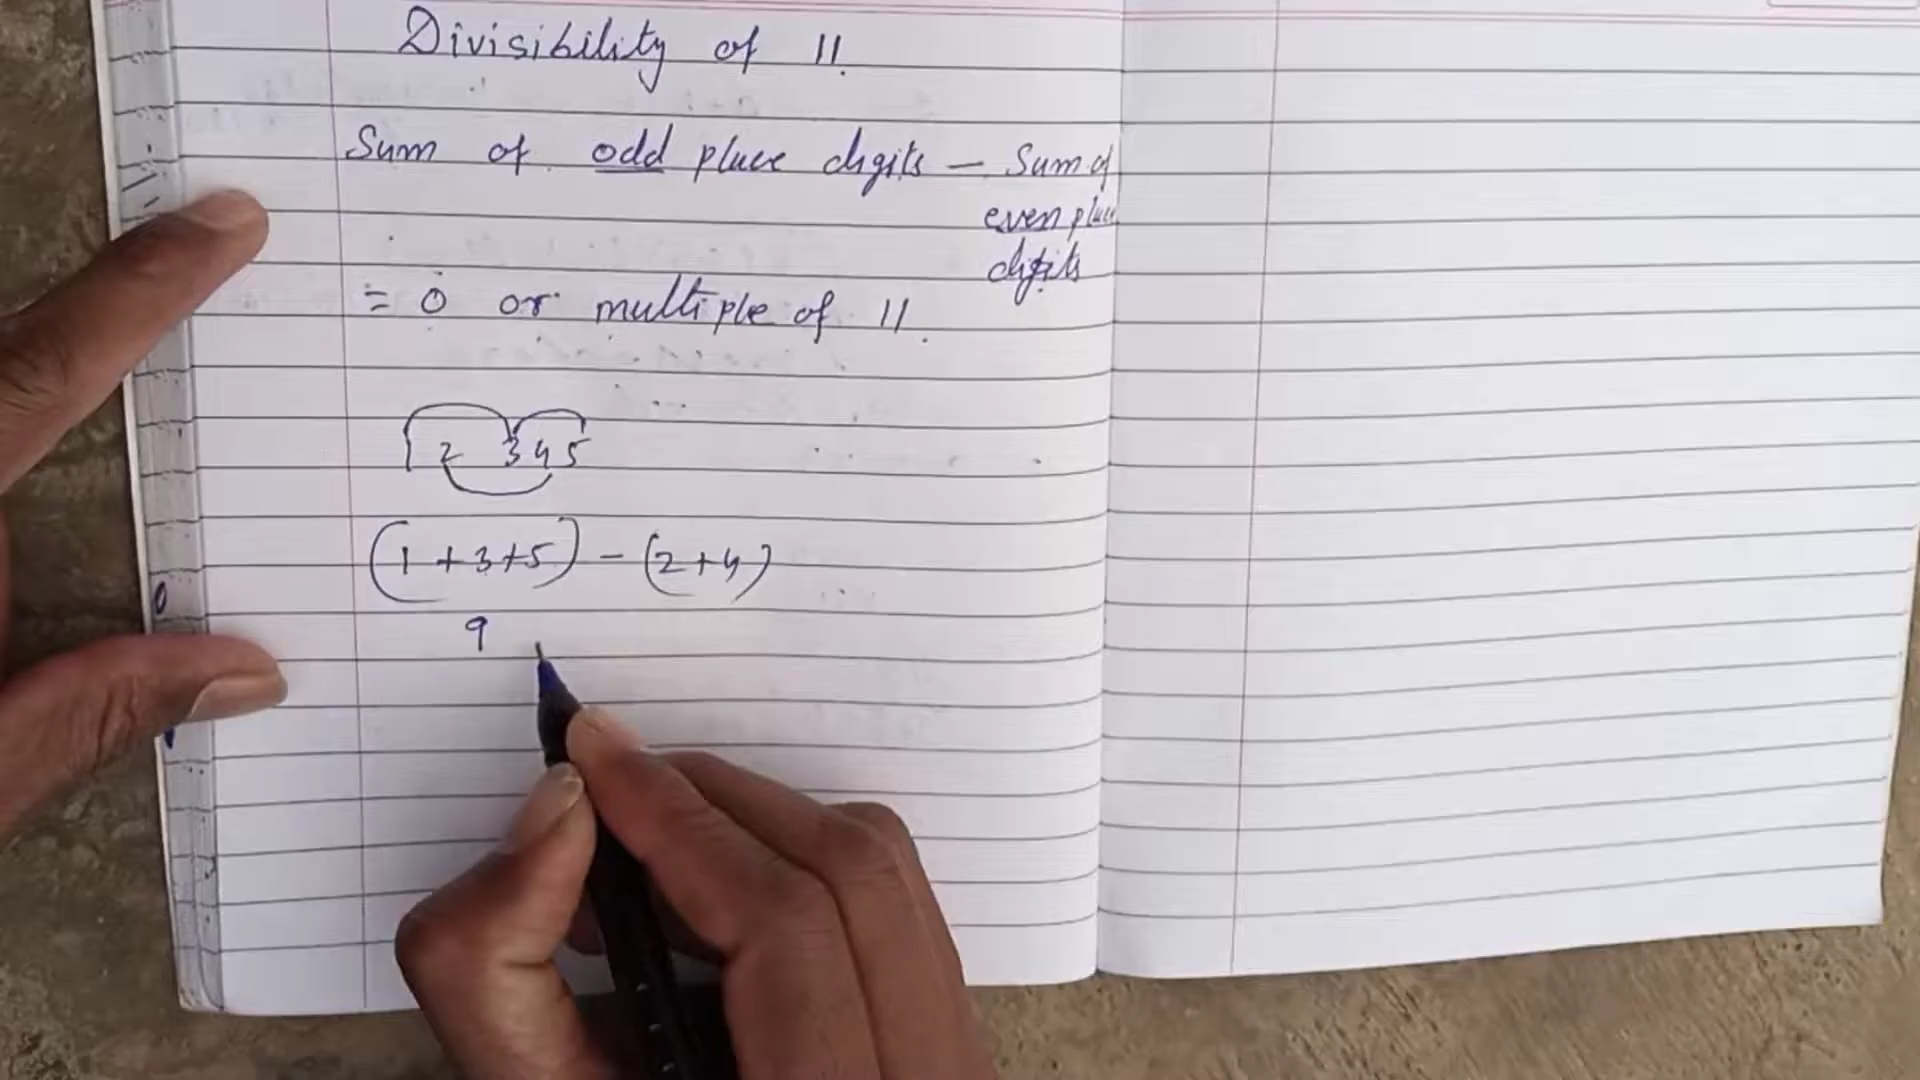 Divisibility of 11.
Sum of odd place digits - Sum of
even place
digits
= 0 or multiple of 11.
12345
(1+3+5) - (2+4)
9